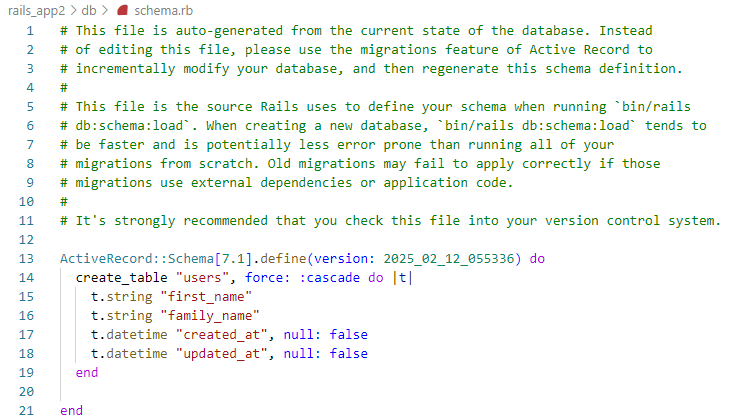 rails_app2 > db > schema.rb
1 # This file is auto-generated from the current state of the database. Instead
2 # of editing this file, please use the migrations feature of Active Record to
3 # incrementally modify your database, and then regenerate this schema definition.
4 #
5 # This file is the source Rails uses to define your schema when running `bin/rails
6 # db:schema:load`. When creating a new database, `bin/rails db:schema:load` tends to
7 # be faster and is potentially less error prone than running all of your
8 # migrations from scratch. Old migrations may fail to apply correctly if those
9 # migrations use external dependencies or application code.
10 #
11 # It's strongly recommended that you check this file into your version control system.
12
13 ActiveRecord::Schema[7.1].define(version: 2025_02_12_055336) do
14   create_table "users", force: :cascade do |t|
15     t.string "first_name"
16     t.string "family_name"
17     t.datetime "created_at", null: false
18     t.datetime "updated_at", null: false
19   end
20
21 end